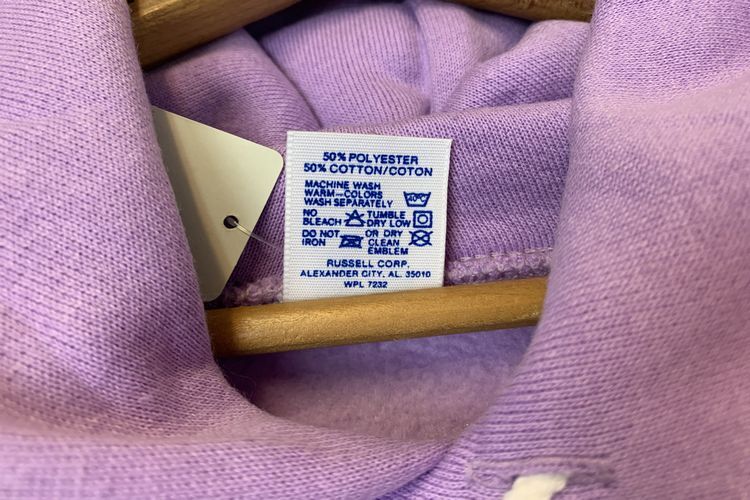 50% POLYESTER
50% COTTON/COTON
MACHINE WASH
WARM-COLORS
WASH SEPARATELY 40°C
NO TUMBLE
BLEACH DRY LOW
DO NOT OR DRY
IRON CLEAN
EMBLEM
RUSSELL CORP.
ALEXANDER CITY, AL. 35010
WPL 7232